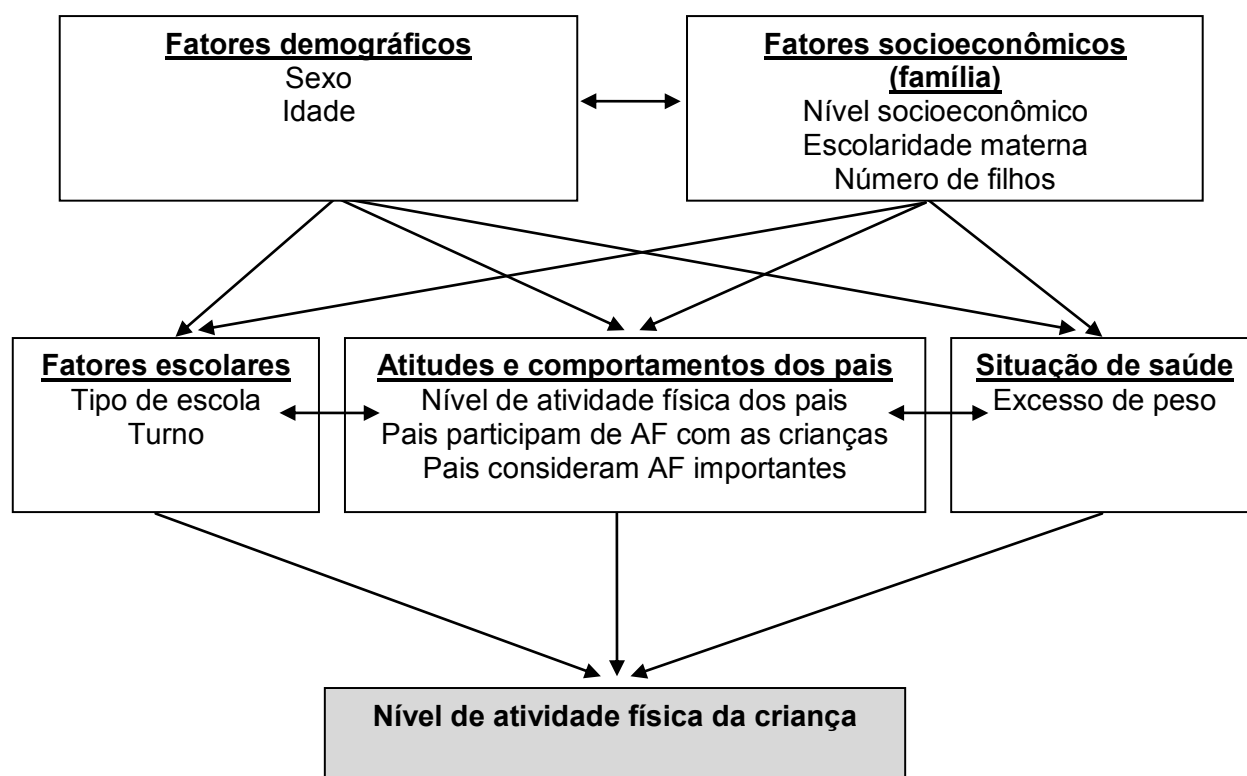 Fatores demográficos
Sexo
Idade
Fatores socioeconômicos
(família)
Nível socioeconômico
Escolaridade materna
Número de filhos
Fatores escolares
Tipo de escola
Turno
Atitudes e comportamentos dos pais
Nível de atividade física dos pais
Pais participam de AF com as crianças
Pais consideram AF importantes
Situação de saúde
Excesso de peso
Nível de atividade física da criança